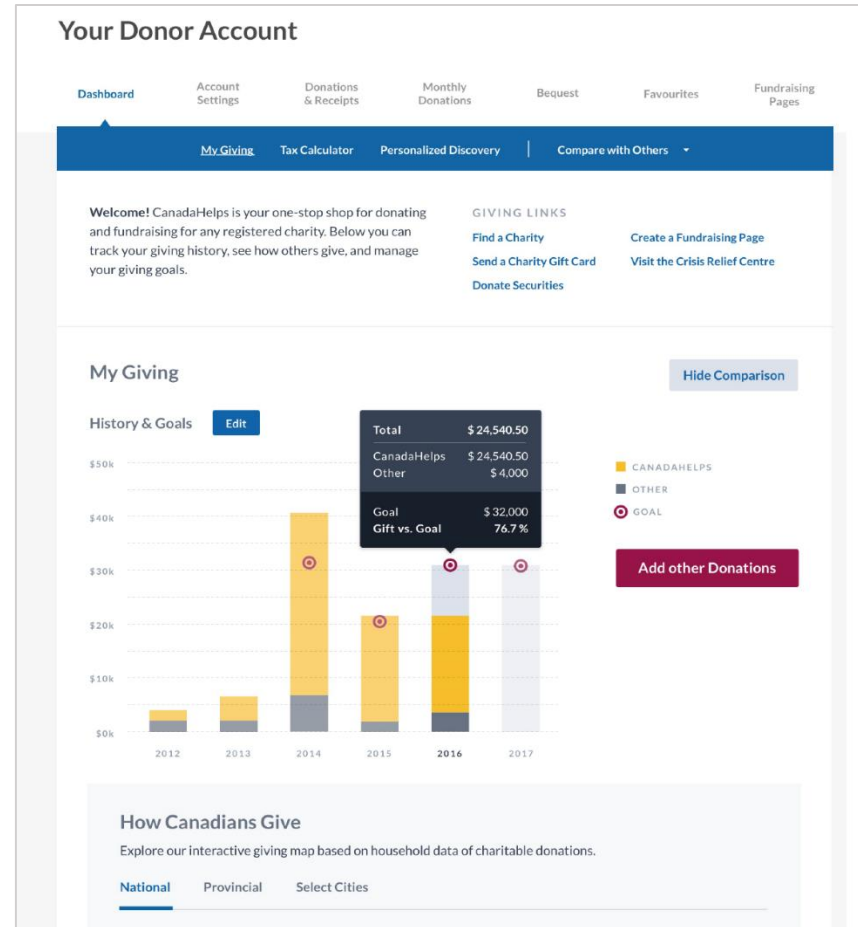 Your Donor Account
Dashboard
Account
Settings
Donations
& Receipts
Monthly
Donations
Bequest
Favourites
Fundraising
Pages
My Giving
Tax Calculator
Personalized Discovery
Compare with Others
Welcome! CanadaHelps is your one-stop shop for donating
and fundraising for any registered charity. Below you can
track your giving history, see how others give, and manage
your giving goals.
GIVING LINKS
Find a Charity
Create a Fundraising Page
Send a Charity Gift Card
Visit the Crisis Relief Centre
Donate Securities
My Giving
Hide Comparison
History & Goals
Edit
Total $ 24,540.50
CanadaHelps $ 24,540.50
Other $ 4,000
Goal $ 32,000
Gift vs. Goal 76.7 %
CANADAHELPS
OTHER
GOAL
Add other Donations
$50k
$40k
$30k
$20k
$10k
$0k
2012 2013 2014 2015 2016 2017
How Canadians Give
Explore our interactive giving map based on household data of charitable donations.
National
Provincial
Select Cities